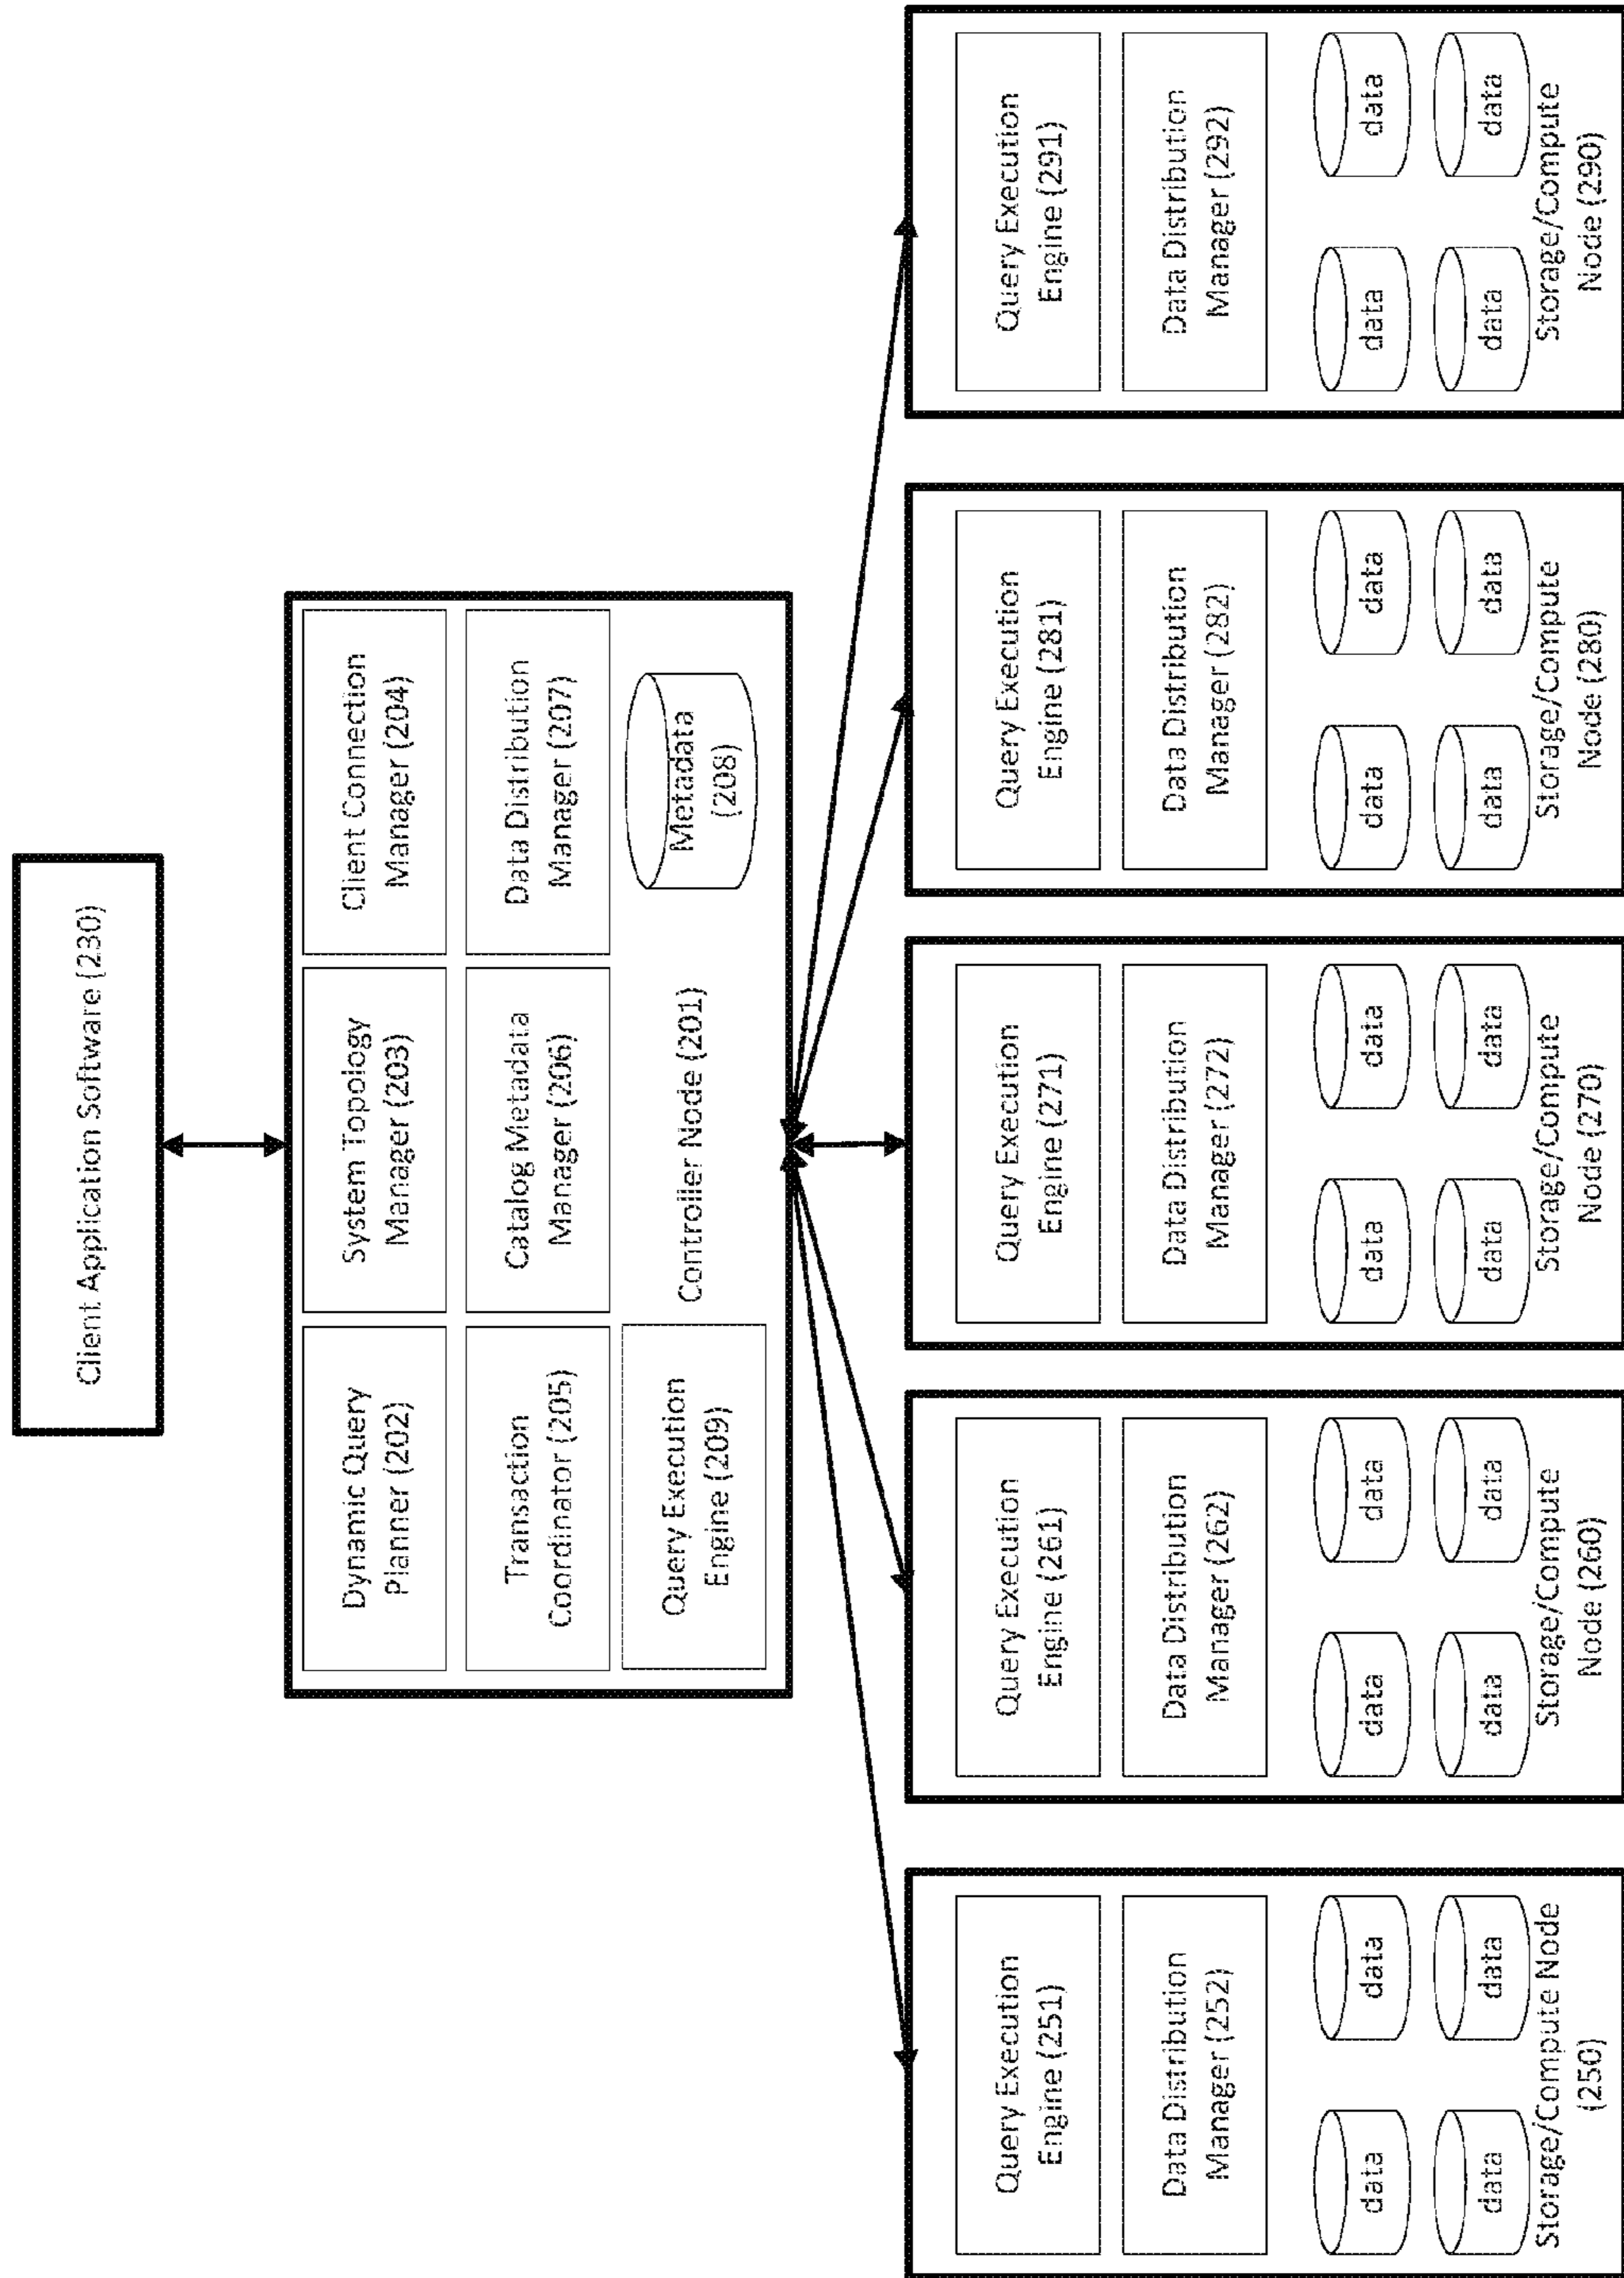 Client Application Software (230)
Dynamic Query
Planner (202)
System Topology
Manager (203)
Client Connection
Manager (204)
Transaction
Coordinator (205)
Catalog Metadata
Manager (206)
Data Distribution
Manager (207)
Query Execution
Engine (209)
Controller Node (201)
Metadata
(208)
Query Execution
Engine (251)
Data Distribution
Manager (252)
data
data
data
data
Storage/Compute Node
(250)
Query Execution
Engine (261)
Data Distribution
Manager (262)
data
data
data
data
Storage/Compute
Node (260)
Query Execution
Engine (271)
Data Distribution
Manager (272)
data
data
data
data
Storage/Compute
Node (270)
Query Execution
Engine (281)
Data Distribution
Manager (282)
data
data
data
data
Storage/Compute
Node (280)
Query Execution
Engine (291)
Data Distribution
Manager (292)
data
data
data
data
Storage/Compute
Node (290)